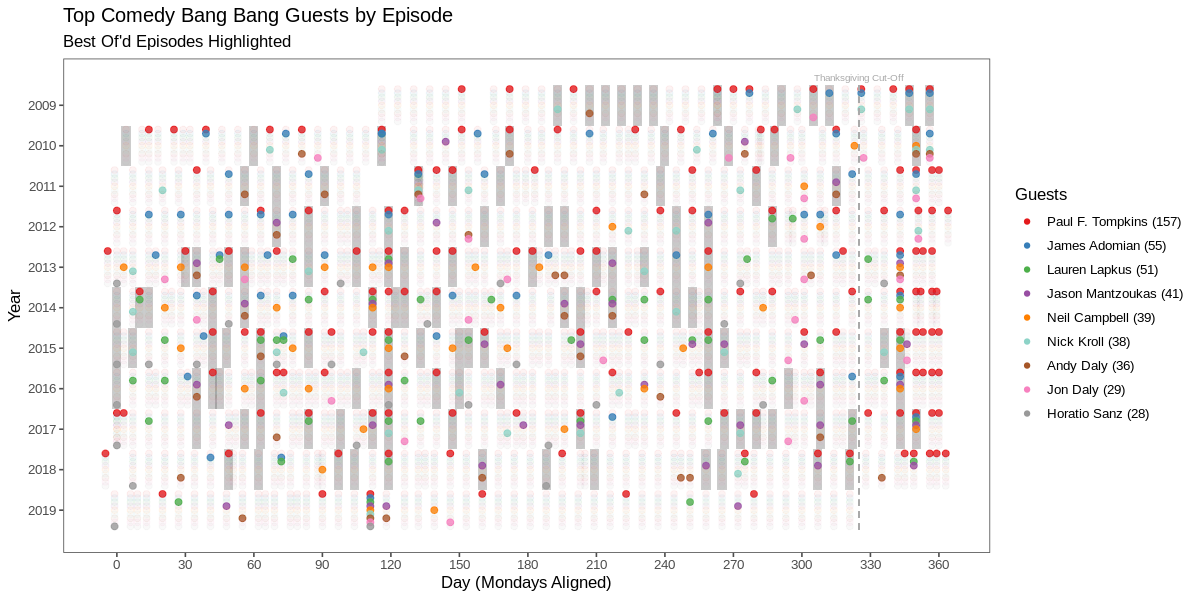 Top Comedy Bang Bang Guests by Episode
Best Of'd Episodes Highlighted
Thanksgiving Cut-Off
2009
2010
2011
2012
2013
2014
2015
2016
2017
2018
2019
Year
0
30
60
90
120
150
180
210
240
270
300
330
360
Day (Mondays Aligned)
Guests
Paul F. Tompkins (157)
James Adomian (55)
Lauren Lapkus (51)
Jason Mantzoukas (41)
Neil Campbell (39)
Nick Kroll (38)
Andy Daly (36)
Jon Daly (29)
Horatio Sanz (28)